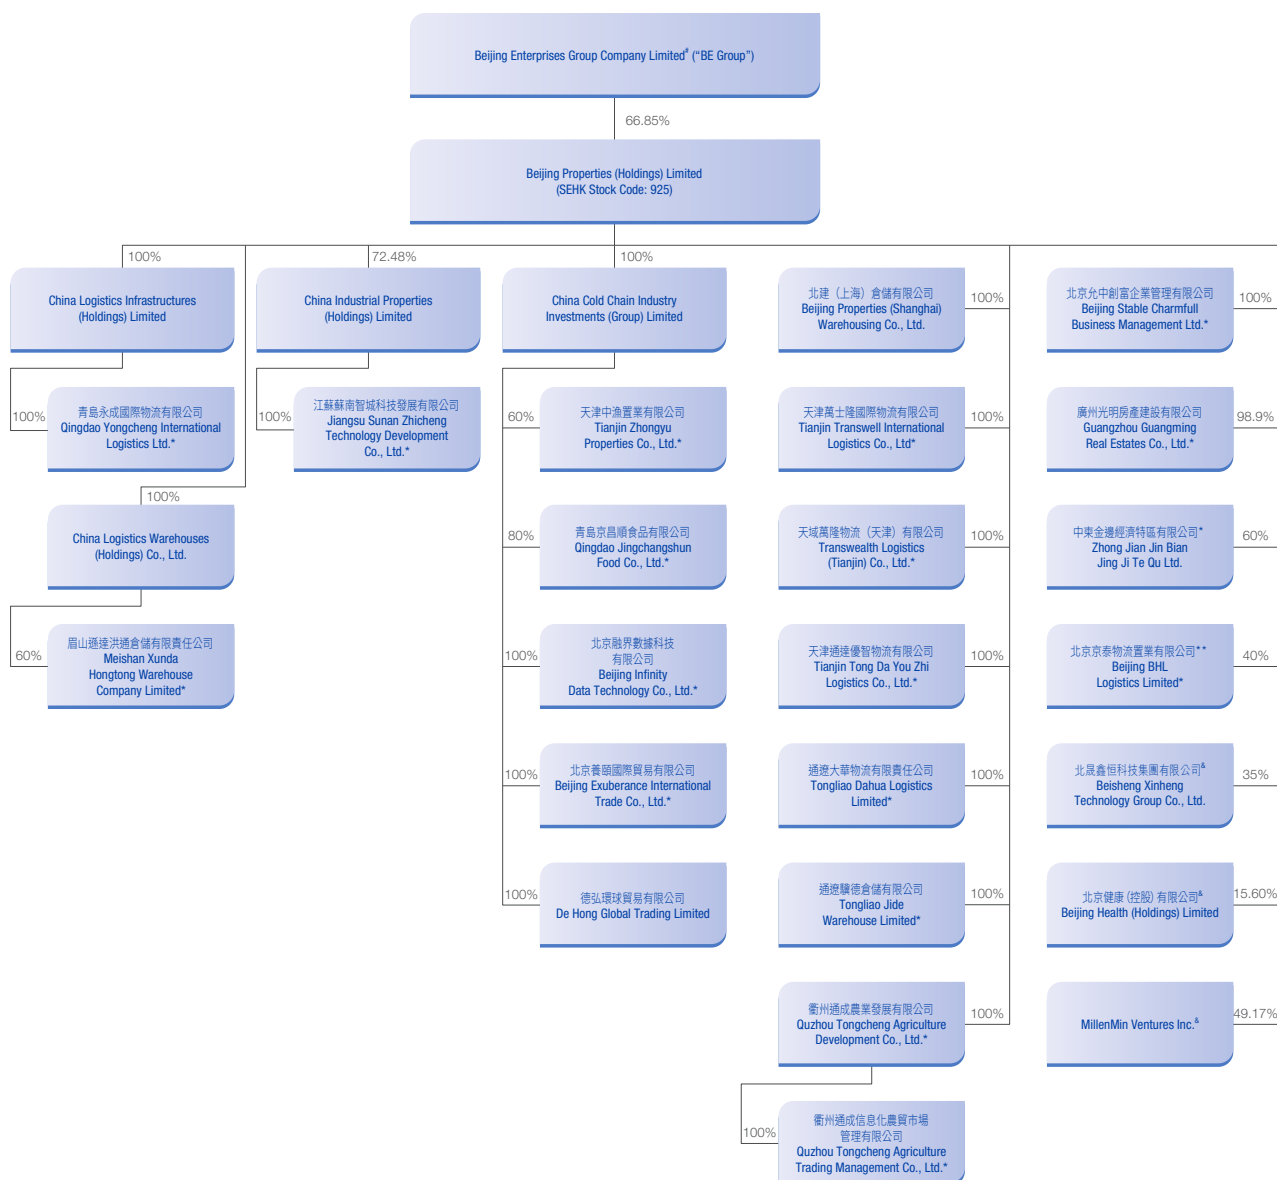 Beijing Enterprises Group Company Limited# ("BE Group")
66.85%
Beijing Properties (Holdings) Limited
(SEHK Stock Code: 925)
100%
China Logistics Infrastructures
(Holdings) Limited
100%
青島永成國際物流有限公司
Qingdao Yongcheng International
Logistics Ltd.*
100%
China Logistics Warehouses
(Holdings) Co., Ltd.
60%
眉山遜達洪通倉儲有限責任公司
Meishan Xunda
Hongtong Warehouse
Company Limited*
72.48%
China Industrial Properties
(Holdings) Limited
100%
江蘇蘇南智城科技發展有限公司
Jiangsu Sunan Zhicheng
Technology Development
Co., Ltd.*
100%
China Cold Chain Industry
Investments (Group) Limited
60%
天津中漁置業有限公司
Tianjin Zhongyu
Properties Co., Ltd.*
80%
青島京昌順食品有限公司
Qingdao Jingchangshun
Food Co., Ltd.*
100%
北京融界數據科技
有限公司
Beijing Infinity
Data Technology Co., Ltd.*
100%
北京養頤國際貿易有限公司
Beijing Exuberance International
Trade Co., Ltd.*
100%
德弘環球貿易有限公司
De Hong Global Trading Limited
北建（上海）倉儲有限公司
Beijing Properties (Shanghai)
Warehousing Co., Ltd.
100%
天津萬士隆國際物流有限公司
Tianjin Transwell International
Logistics Co., Ltd*
100%
天域萬隆物流（天津）有限公司
Transwealth Logistics
(Tianjin) Co., Ltd.*
100%
天津通達優智物流有限公司
Tianjin Tong Da You Zhi
Logistics Co., Ltd.*
100%
通遼大華物流有限責任公司
Tongliao Dahua Logistics
Limited*
100%
通遼驥德倉儲有限公司
Tongliao Jide
Warehouse Limited*
100%
衢州通成農業發展有限公司
Quzhou Tongcheng Agriculture
Development Co., Ltd.*
100%
100%
衢州通成信息化農貿市場
管理有限公司
Quzhou Tongcheng Agriculture
Trading Management Co., Ltd.*
北京允中創富企業管理有限公司
Beijing Stable Charmfull
Business Management Ltd.*
100%
廣州光明房產建設有限公司
Guangzhou Guangming
Real Estates Co., Ltd.*
98.9%
中柬金邊經濟特區有限公司*
Zhong Jian Jin Bian
Jing Ji Te Qu Ltd.
60%
北京京泰物流置業有限公司**
Beijing BHL
Logistics Limited*
40%
北晟鑫恒科技集團有限公司&
Beisheng Xinheng
Technology Group Co., Ltd.
35%
北京健康（控股）有限公司&
Beijing Health (Holdings) Limited
15.60%
MillenMin Ventures Inc.&
49.17%